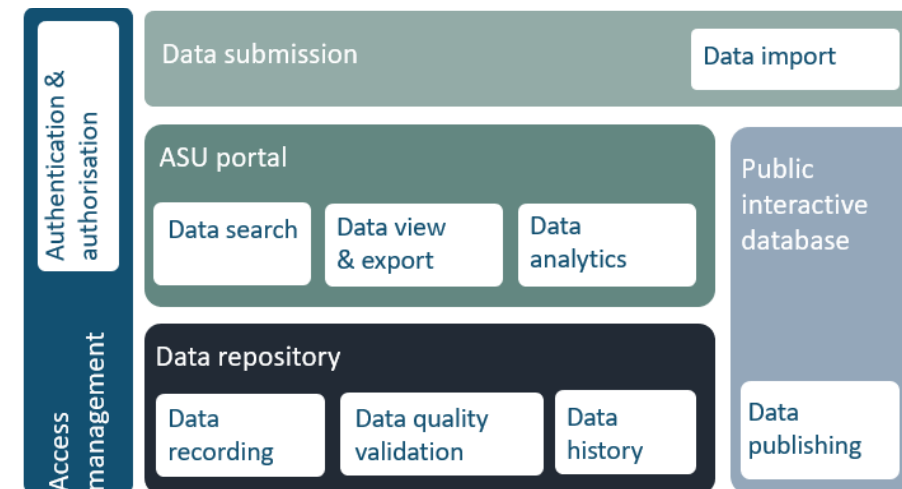 Authentication &
authorisation
Access
management
Data submission
Data import
ASU portal
Data search
Data view
& export
Data
analytics
Public
interactive
database
Data
publishing
Data repository
Data
recording
Data quality
validation
Data
history